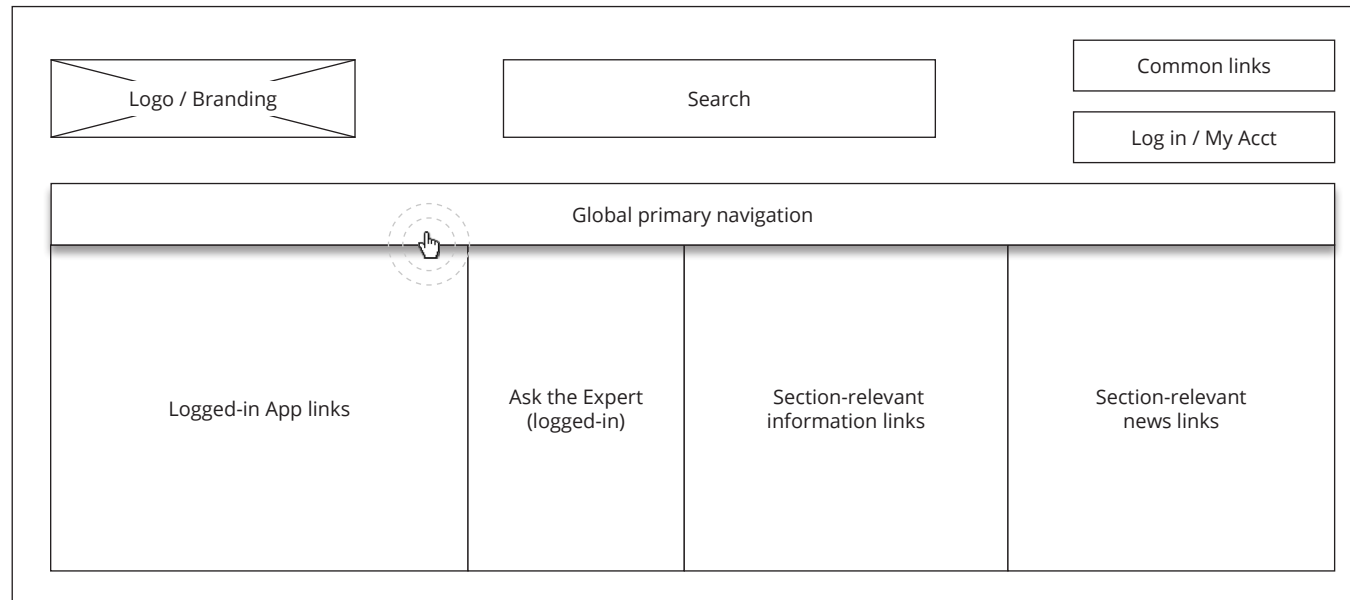 Logo / Branding
Search
Common links
Log in / My Acct
Global primary navigation
Logged-in App links
Ask the Expert
(logged-in)
Section-relevant
information links
Section-relevant
news links